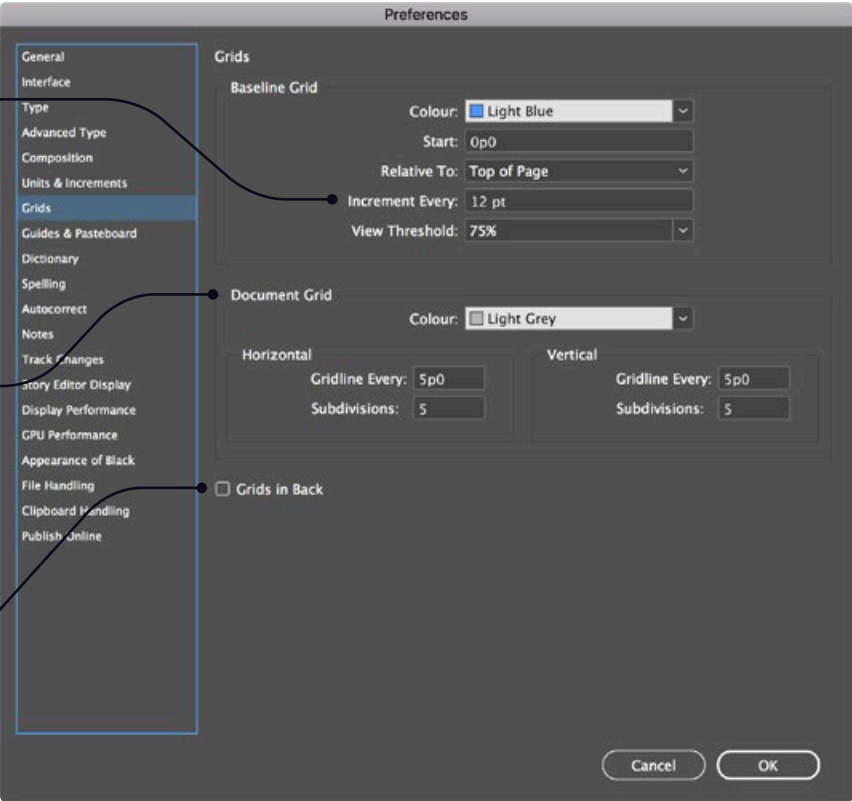 Preferences
General
Interface
Type
Advanced Type
Composition
Units & Increments
Grids
Guides & Pasteboard
Dictionary
Spelling
Autocorrect
Notes
Track Changes
Story Editor Display
Display Performance
GPU Performance
Appearance of Black
File Handling
Clipboard Handling
Publish Online
Grids
Baseline Grid
Colour: Light Blue
Start: 0p0
Relative To: Top of Page
Increment Every: 12 pt
View Threshold: 75%
Document Grid
Colour: Light Grey
Horizontal
Gridline Every: 5p0
Subdivisions: 5
Vertical
Gridline Every: 5p0
Subdivisions: 5
Grids in Back
Cancel
OK